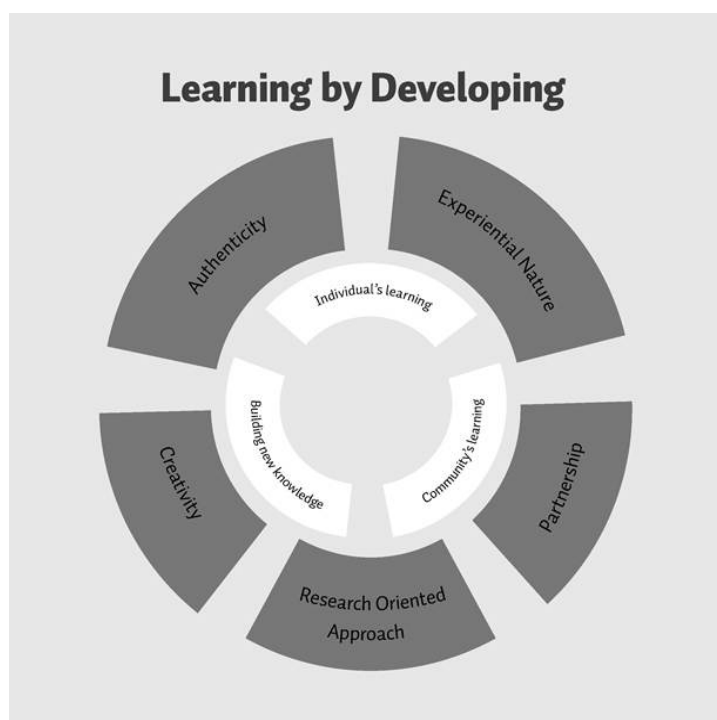 Learning by Developing
Authenticity
Experiential Nature
Individual's learning
Building new knowledge
Community's learning
Creativity
Partnership
Research Oriented
Approach